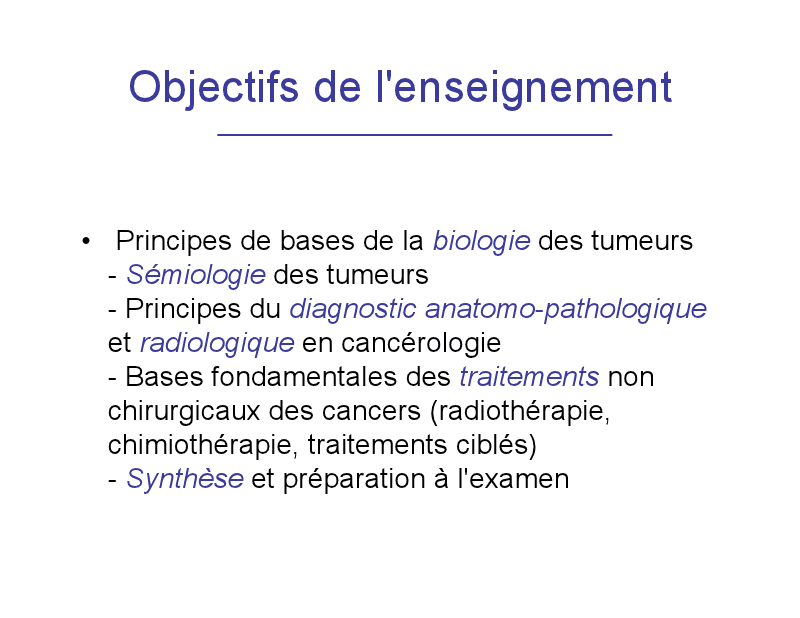 Objectifs de l'enseignement
• Principes de bases de la biologie des tumeurs
- Sémiologie des tumeurs
- Principes du diagnostic anatomo-pathologique
et radiologique en cancérologie
- Bases fondamentales des traitements non
chirurgicaux des cancers (radiothérapie,
chimiothérapie, traitements ciblés)
- Synthèse et préparation à l'examen